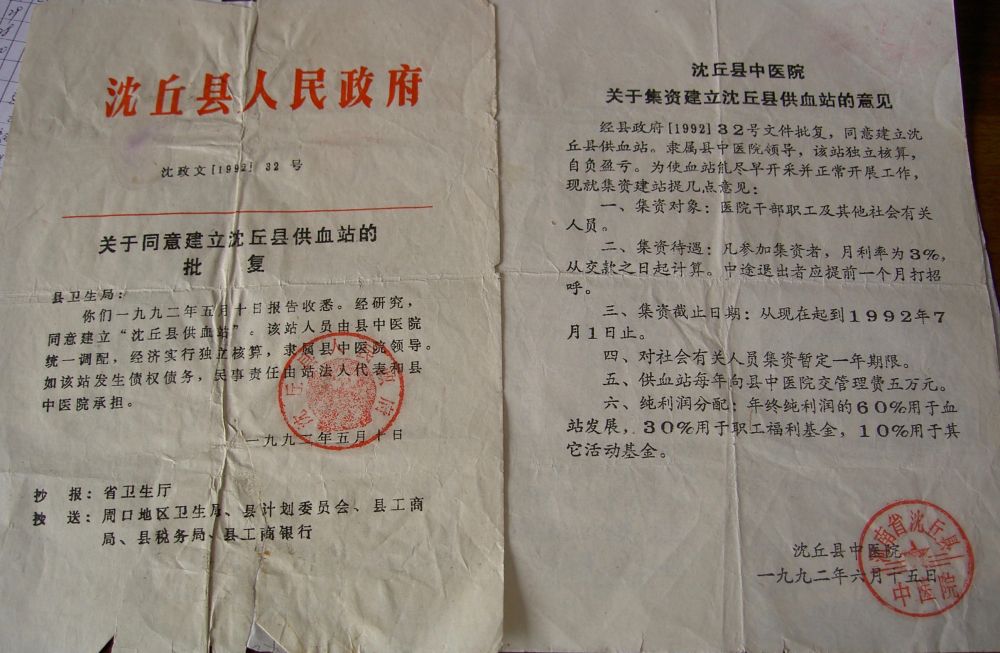 沈丘县人民政府
沈政文［1992］32 号
关于同意建立沈丘县供血站的
批 复
县卫生局：
你们一九九二年五月十日报告收悉。经研究，
同意建立“沈丘县供血站”。该站人员由县中医院
统一调配，经济实行独立核算，隶属县中医院领导。
如该站发生债权债务，民事责任由站法人代表和县
中医院承担。
一九九二年五月十日
抄 报：省卫生厅
抄 送：周口地区卫生局、县计划委员会、县工商
局、县税务局、县工商银行
沈丘县中医院
关于集资建立沈丘县供血站的意见
经县政府［1992］32号文件批复，同意建立沈
丘县供血站。隶属县中医院领导，该站独立核算，
自负盈亏。为使血站能尽早开采并正常开展工作，
现就集资建站提几点意见：
一、集资对象：医院干部职工及其他社会有关
人员。
二、集资待遇：凡参加集资者，月利率为3%，
从交款之日起计算。中途退出者应提前一个月打招
呼。
三、集资截止日期：从现在起到1992年7
月1日止。
四、对社会有关人员集资暂定一年期限。
五、供血站每年向县中医院交管理费五万元。
六、纯利润分配：年终纯利润的60%用于血
站发展，30%用于职工福利基金，10%用于其
它活动基金。
沈丘县中医院
一九九二年六月十五日
南省沈丘县
中医院